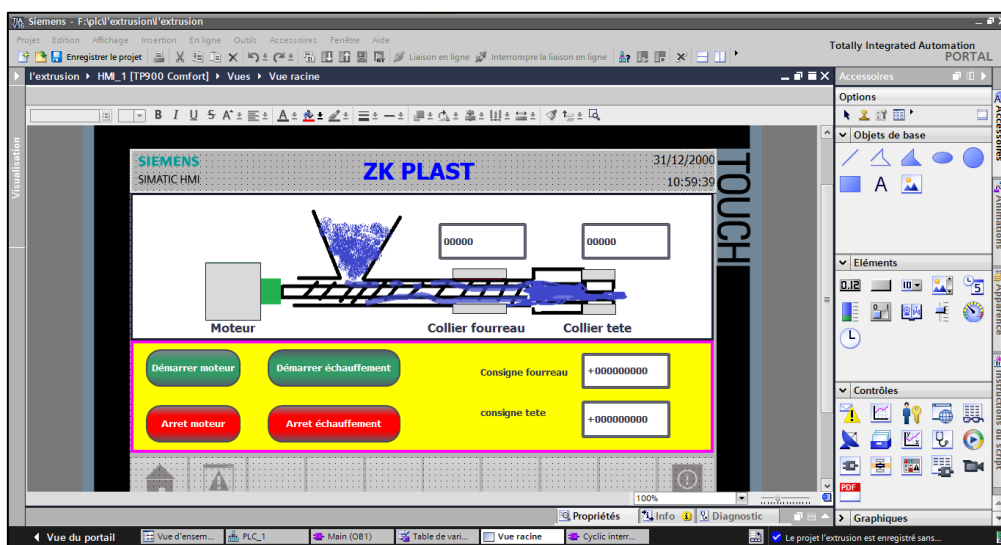 Siemens - F:\plc\l'extrusion\l'extrusion
Projet Edition Affichage Insertion En ligne Outils Accessoires Fenêtre Aide
Totally Integrated Automation
PORTAL
Enregistrer le projet
Liaison en ligne
Interrompre la liaison en ligne
l'extrusion ▸ HMI_1 [TP900 Comfort] ▸ Vues ▸ Vue racine
Accessoires
Options
Visualisation
B I U S A
Objets de base
A
SIEMENS
SIMATIC HMI
ZK PLAST
31/12/2000
10:59:39
TOUCH
00000
00000
Moteur
Collier fourreau
Collier tete
Eléments
0.12
10
5
Démarrer moteur
Démarrer échauffement
Consigne fourreau
+000000000
Arret moteur
Arret échauffement
consigne tete
+000000000
Contrôles
PDF
100%
Propriétés
Info
Diagnostic
Graphiques
Accessoires
Animations
Apparence
Instructions du script
Vue du portail
Vue d'ensem...
PLC_1
Main (OB1)
Table de vari...
Vue racine
Cyclic interr...
Le projet l'extrusion est enregistré sans...